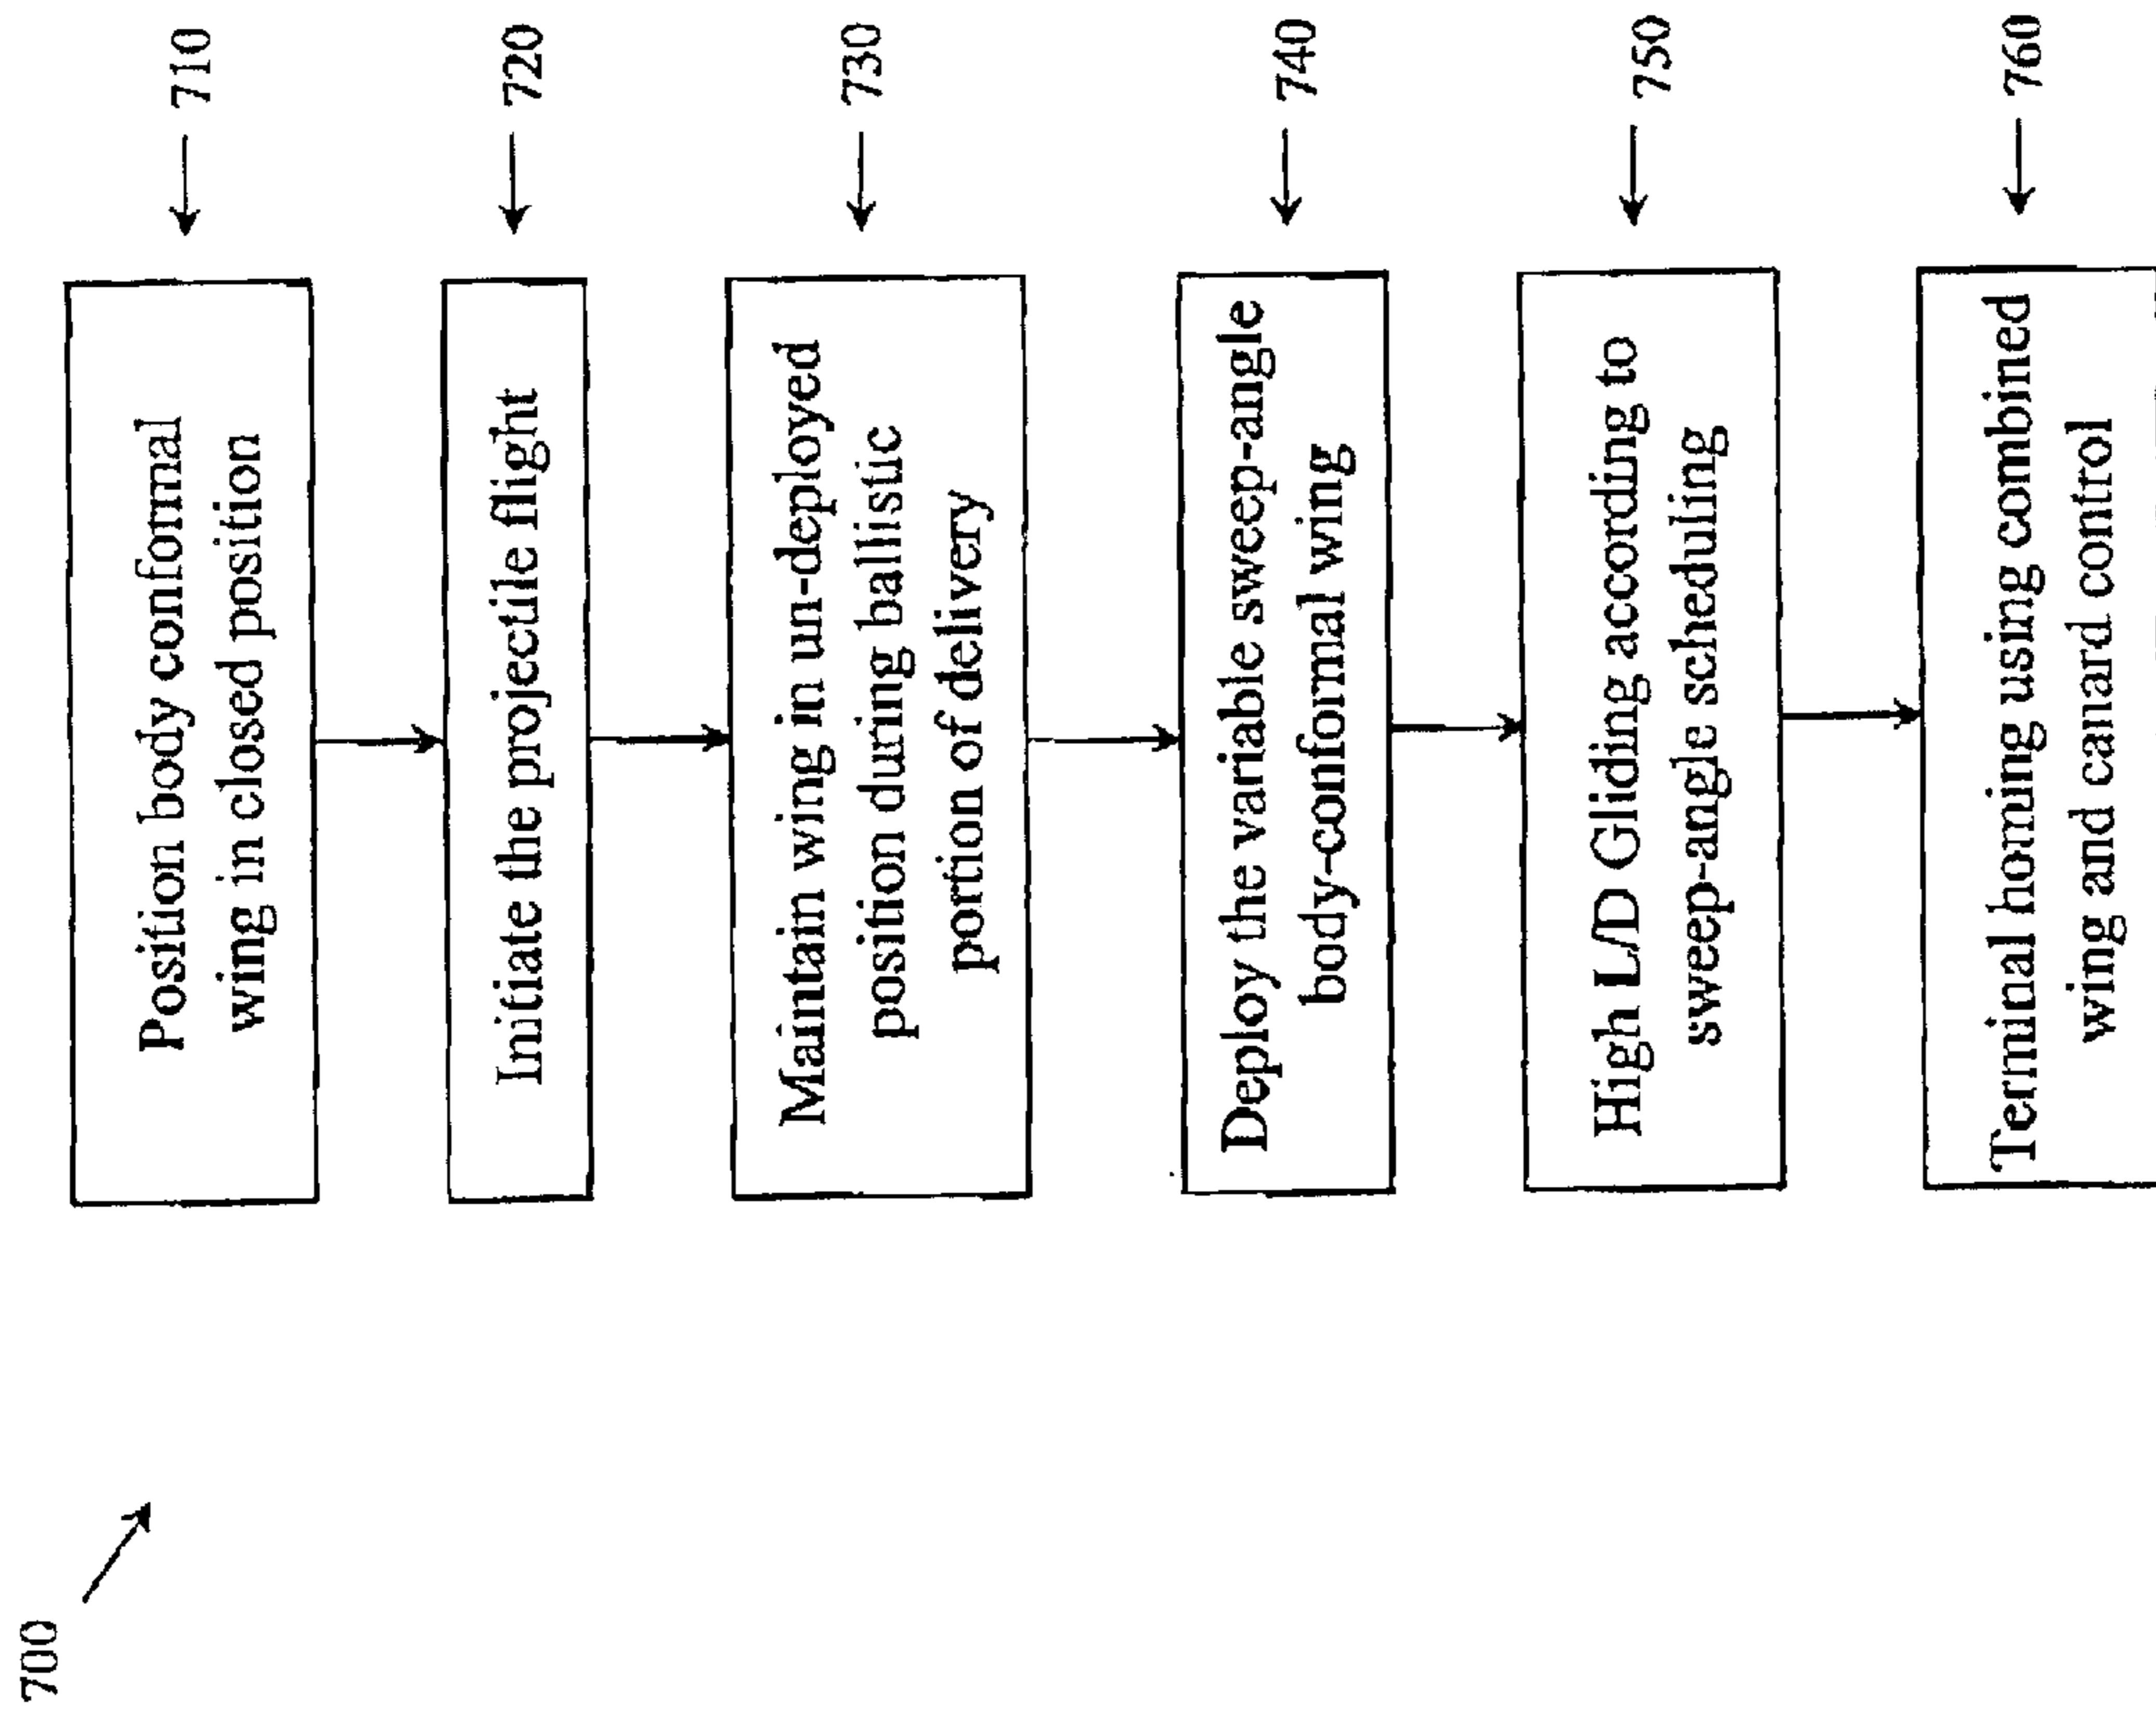 700
Position body conformal
wing in closed position
710
Initiate the projectile flight
720
Maintain wing in un-deployed
position during ballistic
portion of delivery
730
Deploy the variable sweep-angle
body-conformal wing
740
High L/D Gliding according to
sweep-angle scheduling
750
Terminal homing using combined
wing and canard control
760